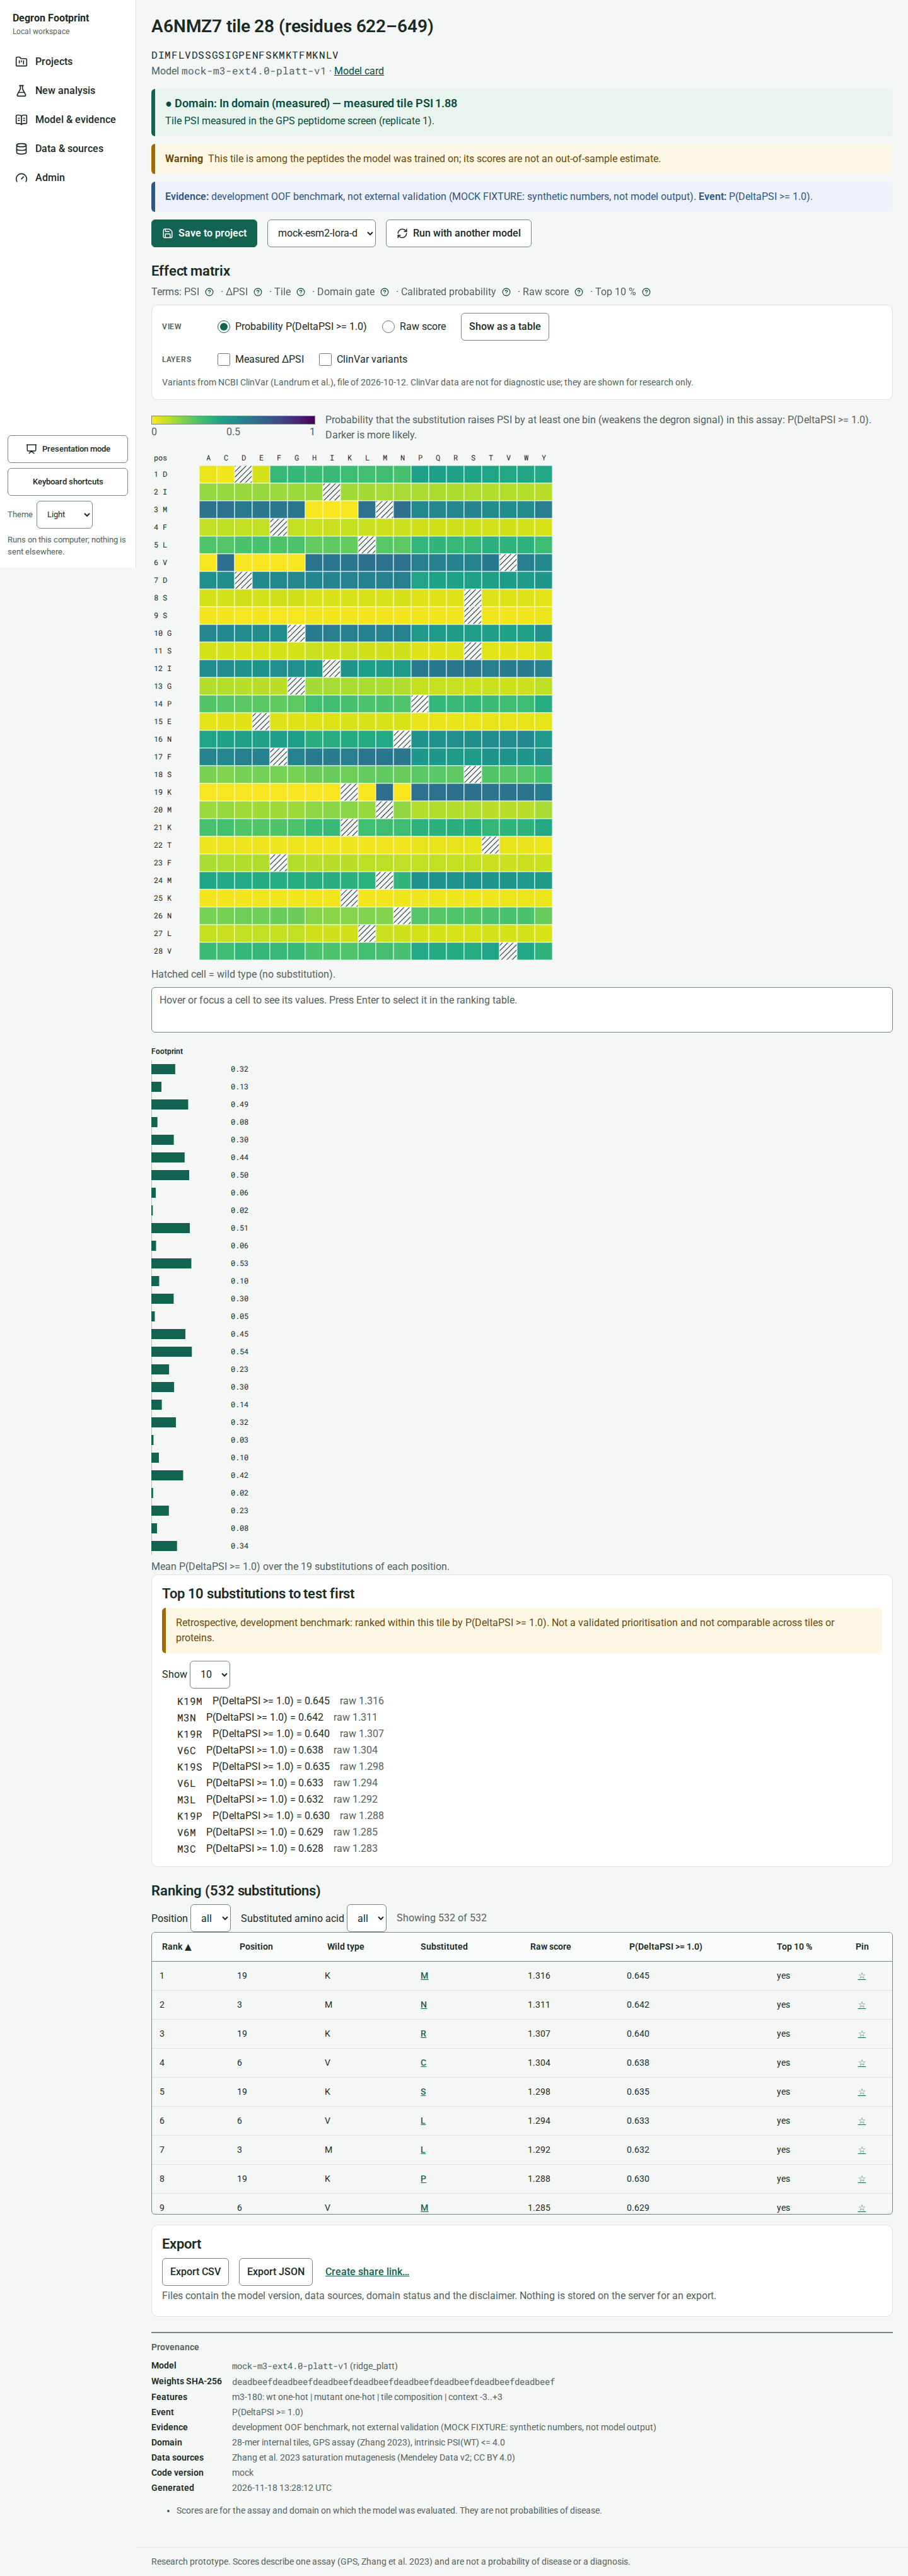 Degron Footprint
Local workspace
Projects
New analysis
Model & evidence
Data & sources
Admin
Presentation mode
Keyboard shortcuts
Theme Light
Runs on this computer; nothing is
sent elsewhere.
A6NMZ7 tile 28 (residues 622–649)
DIMFLVDSSGSIGPENFSKMKTFMKNLV
Model mock-m3-ext4.0-platt-v1 · Model card
● Domain: In domain (measured) — measured tile PSI 1.88
Tile PSI measured in the GPS peptidome screen (replicate 1).
Warning This tile is among the peptides the model was trained on; its scores are not an out-of-sample estimate.
Evidence: development OOF benchmark, not external validation (MOCK FIXTURE: synthetic numbers, not model output). Event: P(DeltaPSI >= 1.0).
Save to project mock-esm2-lora-d Run with another model
Effect matrix
Terms: PSI ? · ΔPSI ? · Tile ? · Domain gate ? · Calibrated probability ? · Raw score ? · Top 10 % ?
VIEW Probability P(DeltaPSI >= 1.0) Raw score Show as a table
LAYERS Measured ΔPSI ClinVar variants
Variants from NCBI ClinVar (Landrum et al.), file of 2026-10-12. ClinVar data are not for diagnostic use; they are shown for research only.
Probability that the substitution raises PSI by at least one bin (weakens the degron signal) in this assay: P(DeltaPSI >= 1.0).
Darker is more likely.
0 0.5 1
pos A C D E F G H I K L M N P Q R S T V W Y
1 D
2 I
3 M
4 F
5 L
6 V
7 D
8 S
9 S
10 G
11 S
12 I
13 G
14 P
15 E
16 N
17 F
18 S
19 K
20 M
21 K
22 T
23 F
24 M
25 K
26 N
27 L
28 V
Hatched cell = wild type (no substitution).
Hover or focus a cell to see its values. Press Enter to select it in the ranking table.
Footprint
0.32
0.13
0.49
0.08
0.30
0.44
0.50
0.06
0.02
0.51
0.06
0.53
0.10
0.30
0.05
0.45
0.54
0.23
0.30
0.14
0.32
0.03
0.10
0.42
0.02
0.23
0.08
0.34
Mean P(DeltaPSI >= 1.0) over the 19 substitutions of each position.
Top 10 substitutions to test first
Retrospective, development benchmark: ranked within this tile by P(DeltaPSI >= 1.0). Not a validated prioritisation and not comparable across tiles or
proteins.
Show 10
K19M P(DeltaPSI >= 1.0) = 0.645 raw 1.316
M3N P(DeltaPSI >= 1.0) = 0.642 raw 1.311
K19R P(DeltaPSI >= 1.0) = 0.640 raw 1.307
V6C P(DeltaPSI >= 1.0) = 0.638 raw 1.304
K19S P(DeltaPSI >= 1.0) = 0.635 raw 1.298
V6L P(DeltaPSI >= 1.0) = 0.633 raw 1.294
M3L P(DeltaPSI >= 1.0) = 0.632 raw 1.292
K19P P(DeltaPSI >= 1.0) = 0.630 raw 1.288
V6M P(DeltaPSI >= 1.0) = 0.629 raw 1.285
M3C P(DeltaPSI >= 1.0) = 0.628 raw 1.283
Ranking (532 substitutions)
Position all Substituted amino acid all Showing 532 of 532
Rank ▲ Position Wild type Substituted Raw score P(DeltaPSI >= 1.0) Top 10 % Pin
1 19 K M 1.316 0.645 yes ☆
2 3 M N 1.311 0.642 yes ☆
3 19 K R 1.307 0.640 yes ☆
4 6 V C 1.304 0.638 yes ☆
5 19 K S 1.298 0.635 yes ☆
6 6 V L 1.294 0.633 yes ☆
7 3 M L 1.292 0.632 yes ☆
8 19 K P 1.288 0.630 yes ☆
9 6 V M 1.285 0.629 yes ☆
Export
Export CSV Export JSON Create share link...
Files contain the model version, data sources, domain status and the disclaimer. Nothing is stored on the server for an export.
Provenance
Model mock-m3-ext4.0-platt-v1 (ridge_platt)
Weights SHA-256 deadbeefdeadbeefdeadbeefdeadbeefdeadbeefdeadbeefdeadbeefdeadbeef
Features m3-180: wt one-hot | mutant one-hot | tile composition | context -3..+3
Event P(DeltaPSI >= 1.0)
Evidence development OOF benchmark, not external validation (MOCK FIXTURE: synthetic numbers, not model output)
Domain 28-mer internal tiles, GPS assay (Zhang 2023), intrinsic PSI(WT) <= 4.0
Data sources Zhang et al. 2023 saturation mutagenesis (Mendeley Data v2; CC BY 4.0)
Code version mock
Generated 2026-11-18 13:28:12 UTC
• Scores are for the assay and domain on which the model was evaluated. They are not probabilities of disease.
Research prototype. Scores describe one assay (GPS, Zhang et al. 2023) and are not a probability of disease or a diagnosis.